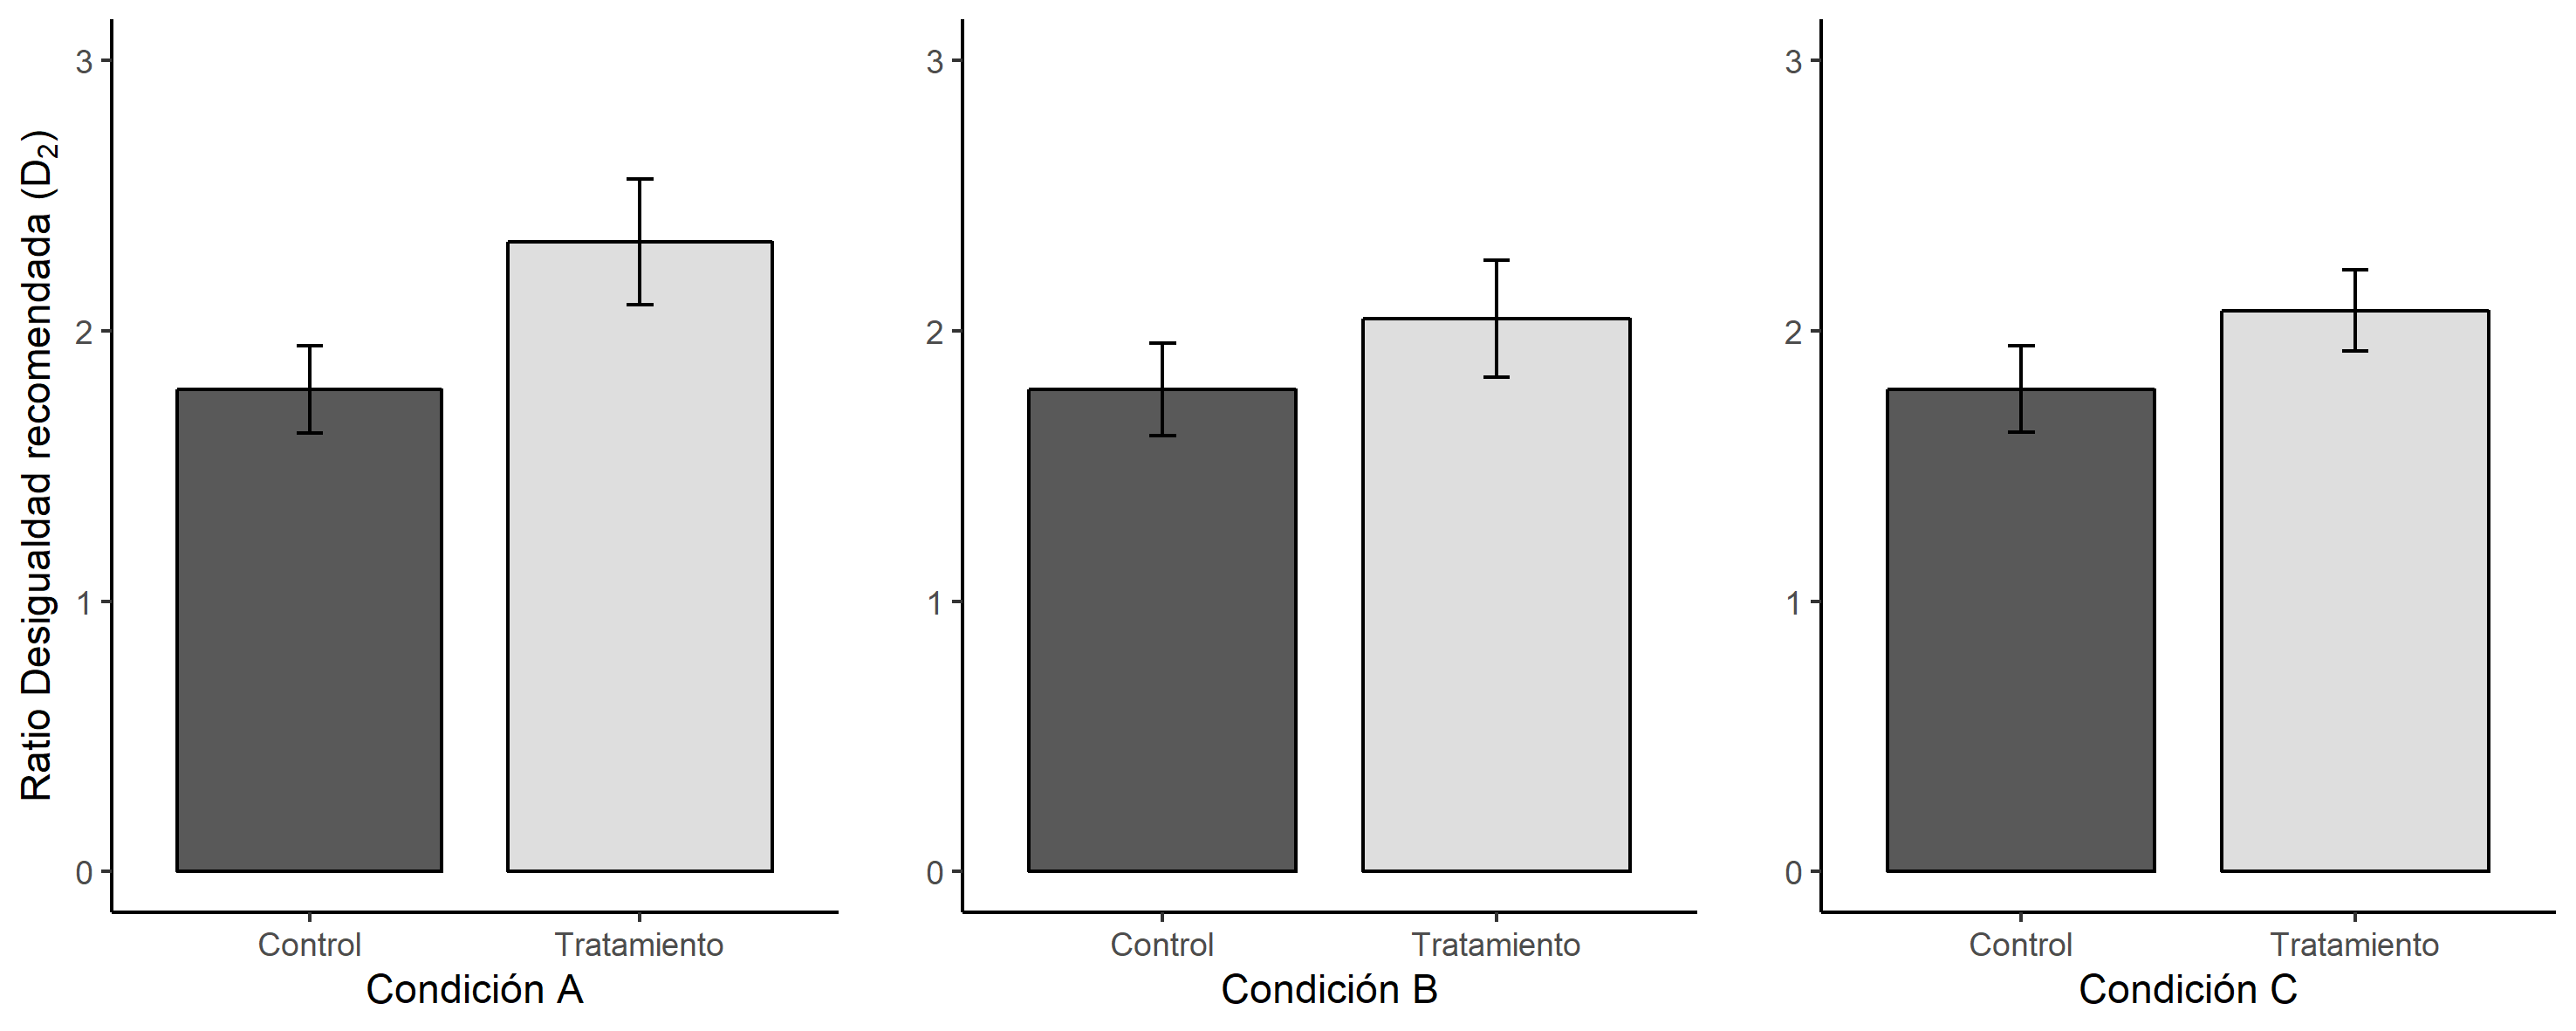 Ratio Desigualdad recomendada (D₂)
3
2
1
0
Control Tratamiento
Condición A
3
2
1
0
Control Tratamiento
Condición B
3
2
1
0
Control Tratamiento
Condición C